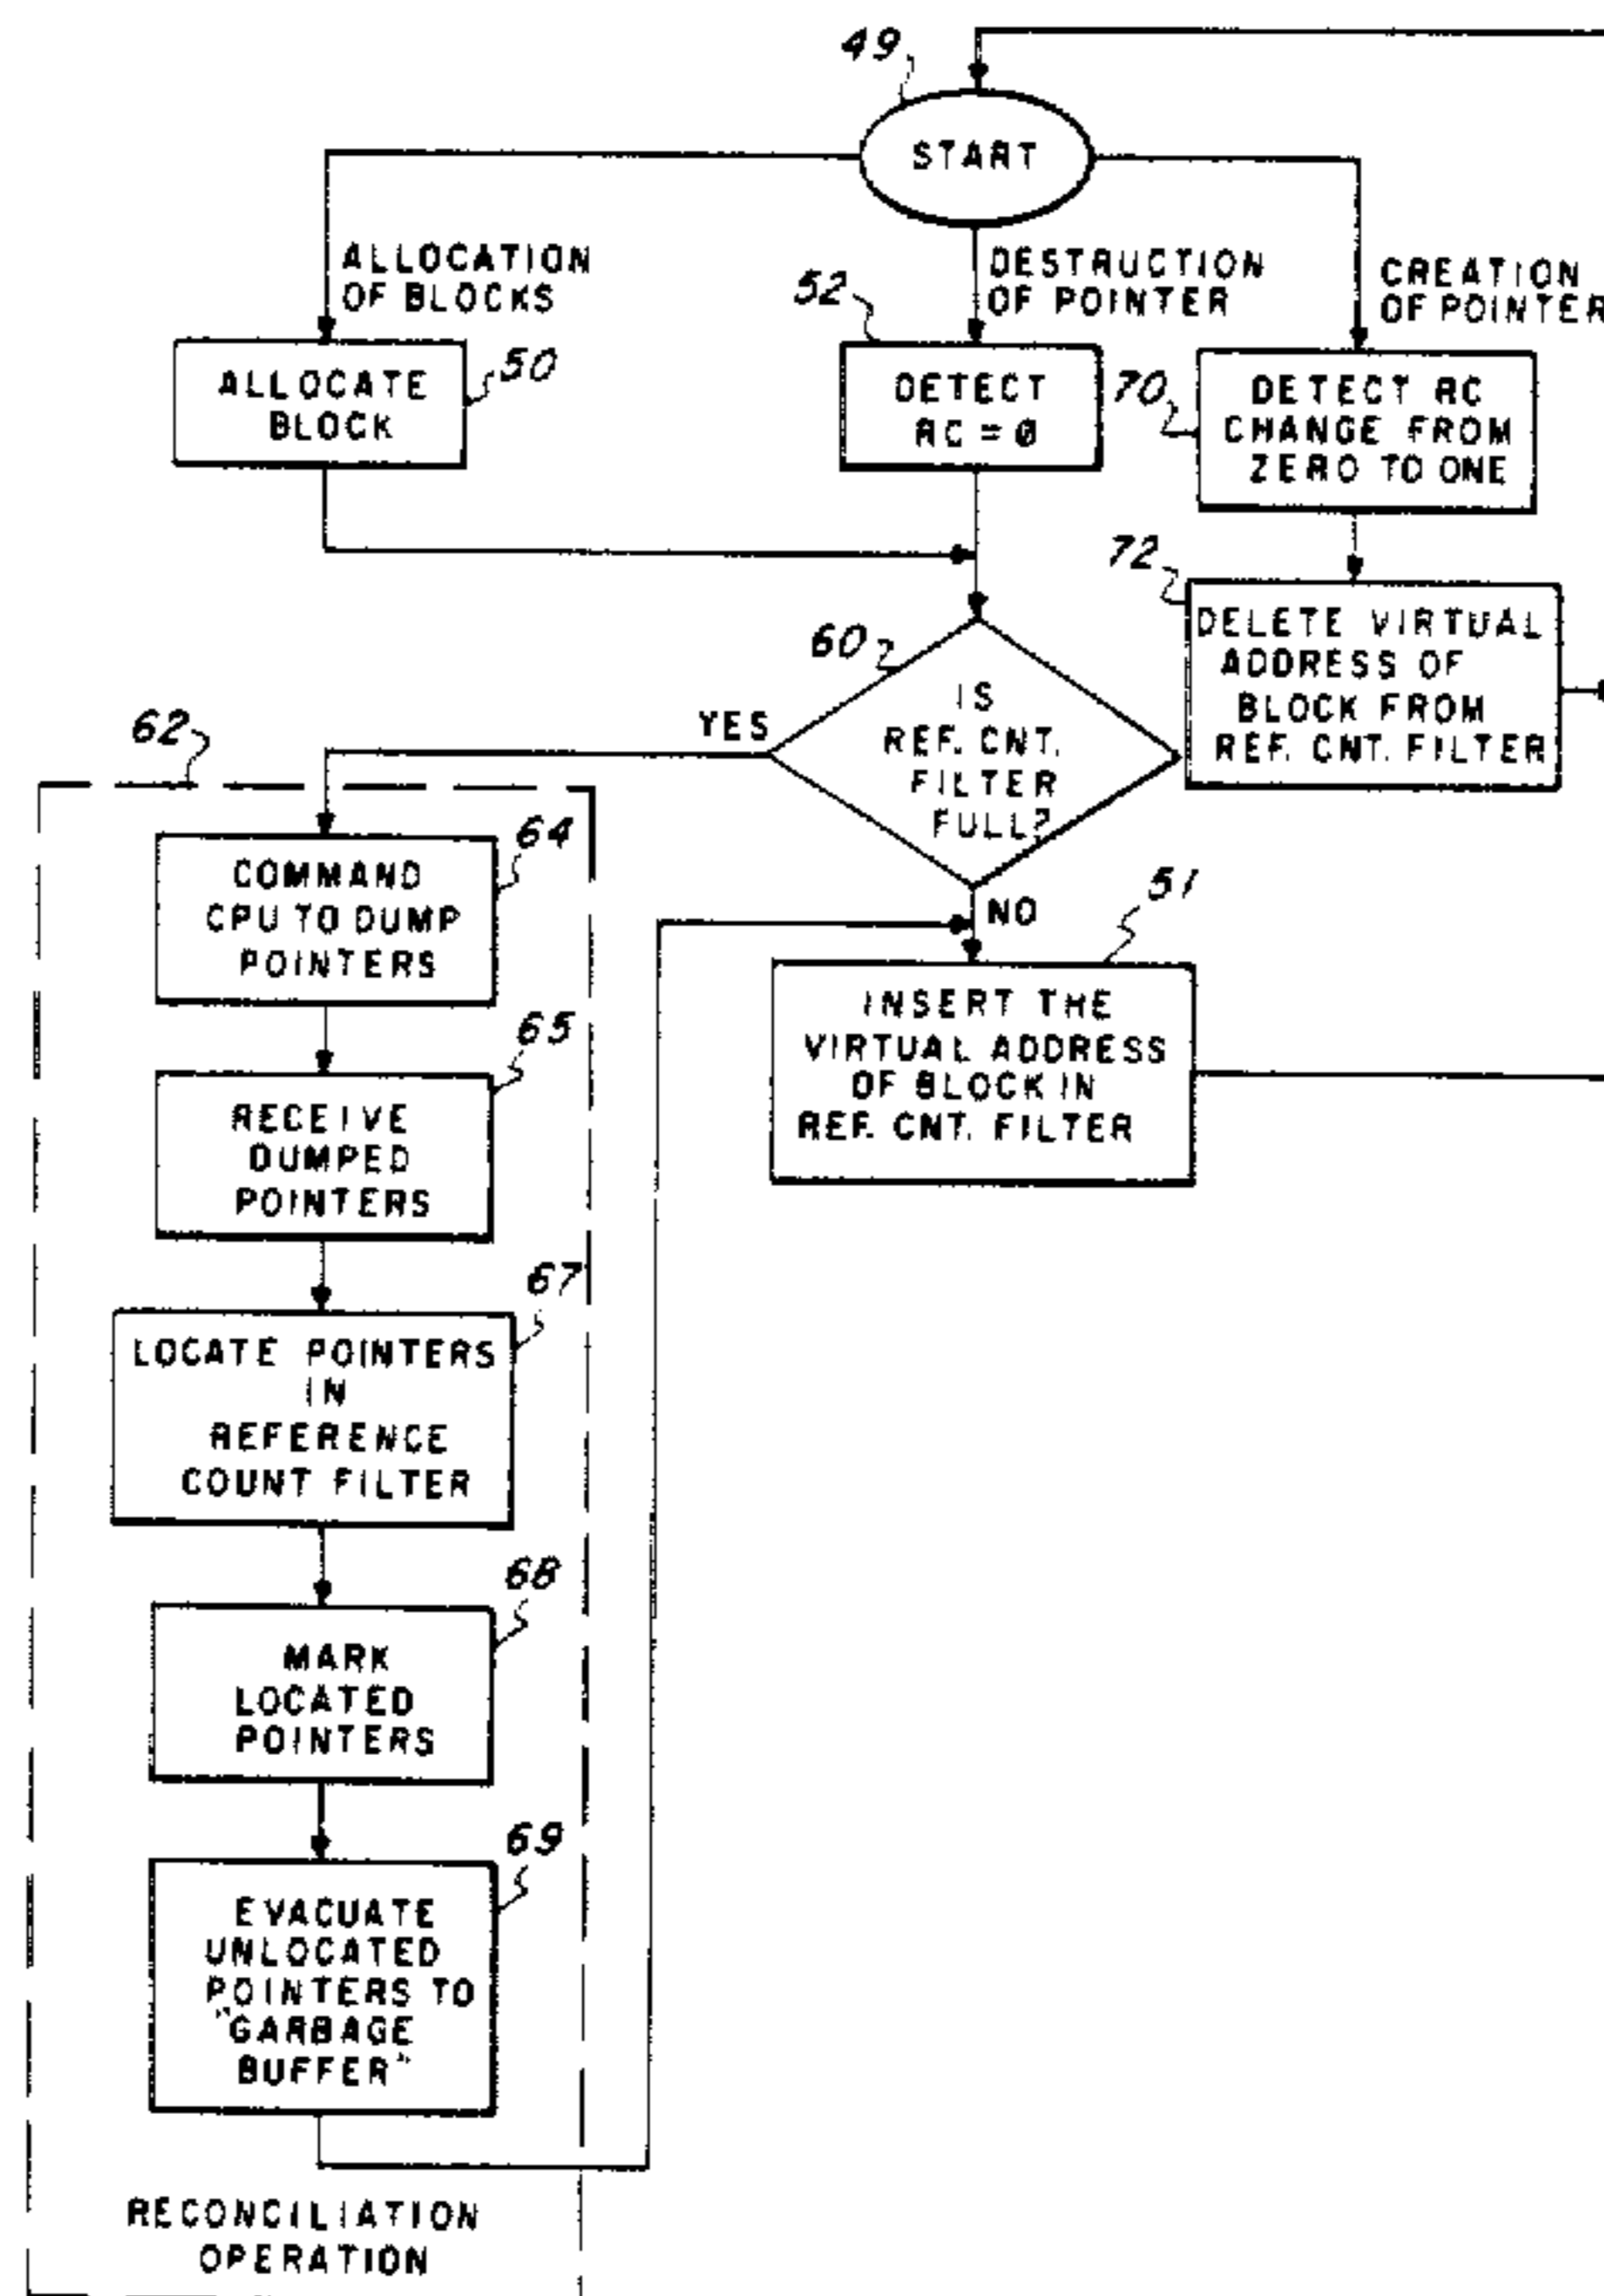 49
START
ALLOCATION
OF BLOCKS
DESTRUCTION
OF POINTER
CREATION
OF POINTER
50
ALLOCATE
BLOCK
52
DETECT
RC = 0
70
DETECT RC
CHANGE FROM
ZERO TO ONE
72
DELETE VIRTUAL
ADDRESS OF
BLOCK FROM
REF. CNT. FILTER
60
IS
REF. CNT.
FILTER
FULL?
YES
NO
62
64
COMMAND
CPU TO DUMP
POINTERS
51
INSERT THE
VIRTUAL ADDRESS
OF BLOCK IN
REF. CNT. FILTER
65
RECEIVE
DUMPED
POINTERS
67
LOCATE POINTERS
IN
REFERENCE
COUNT FILTER
68
MARK
LOCATED
POINTERS
69
EVACUATE
UNLOCATED
POINTERS TO
"GARBAGE
BUFFER"
RECONCILIATION
OPERATION